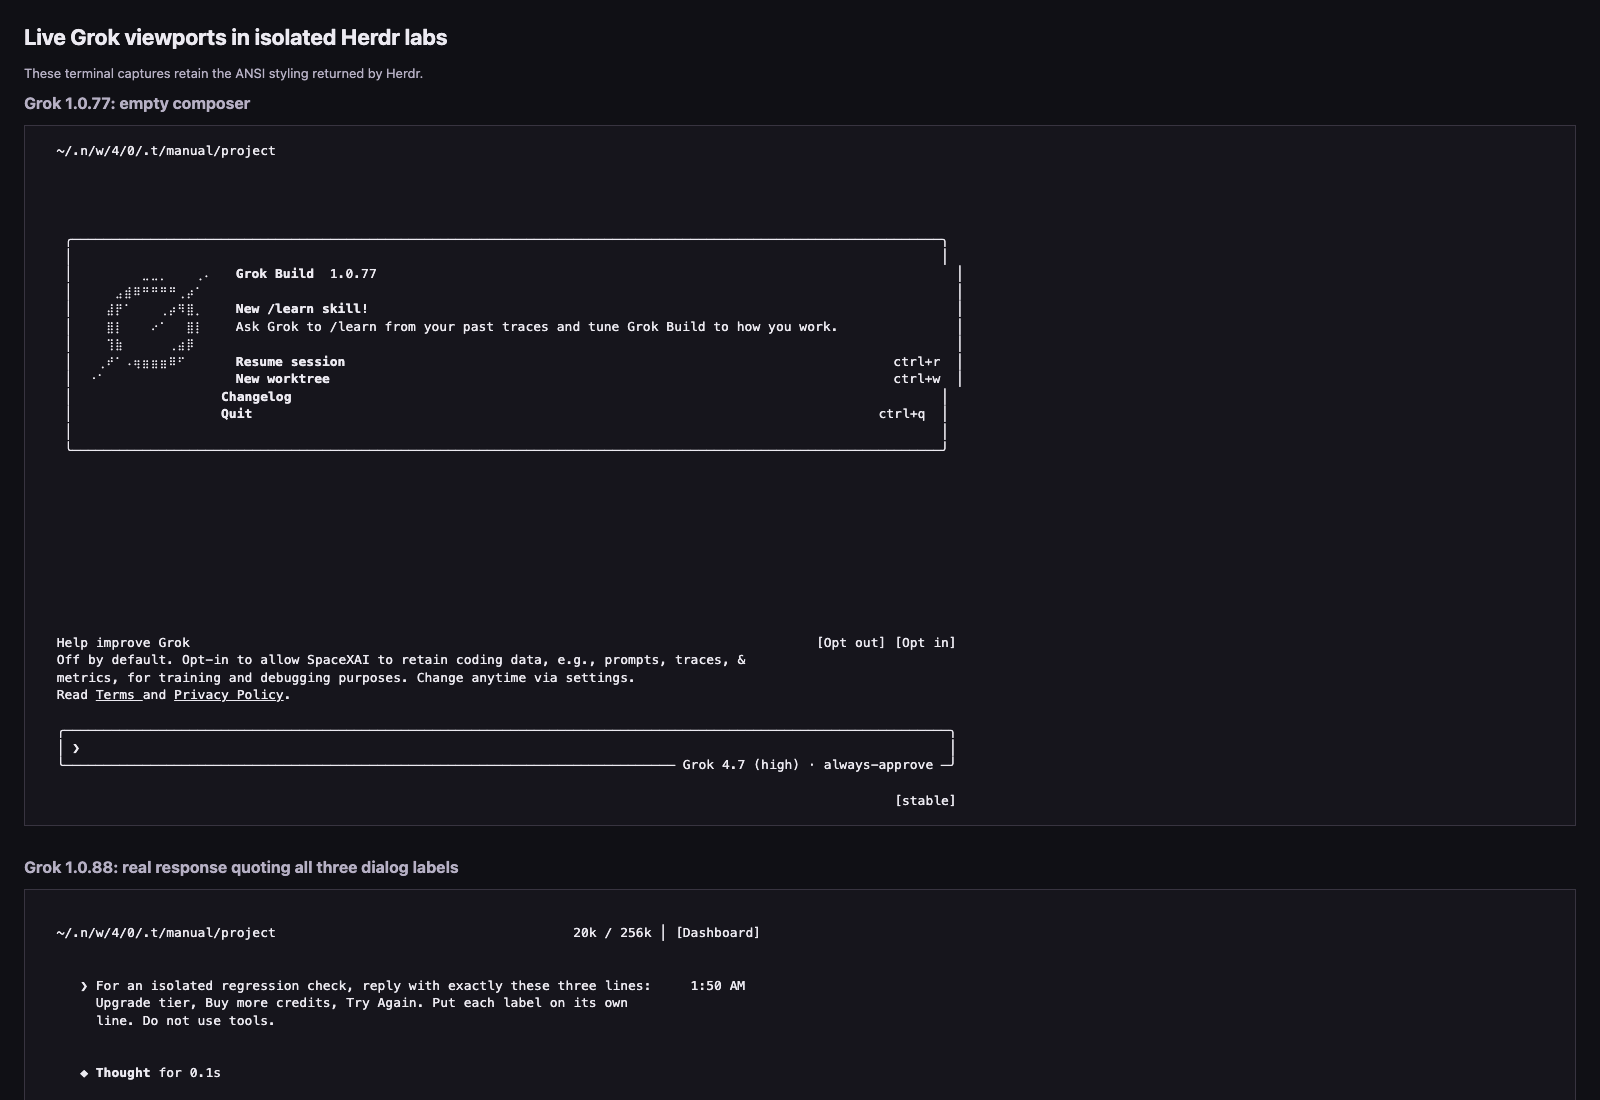 Live Grok viewports in isolated Herdr labs
These terminal captures retain the ANSI styling returned by Herdr.
Grok 1.0.77: empty composer
~/.n/w/4/0/.t/manual/project
Grok Build  1.0.77
New /learn skill!
Ask Grok to /learn from your past traces and tune Grok Build to how you work.
Resume session ctrl+r
New worktree ctrl+w
Changelog
Quit ctrl+q
Help improve Grok [Opt out] [Opt in]
Off by default. Opt-in to allow SpaceXAI to retain coding data, e.g., prompts, traces, &
metrics, for training and debugging purposes. Change anytime via settings.
Read Terms and Privacy Policy.
❯
Grok 4.7 (high) · always-approve
[stable]
Grok 1.0.88: real response quoting all three dialog labels
~/.n/w/4/0/.t/manual/project 20k / 256k │ [Dashboard]
❯ For an isolated regression check, reply with exactly these three lines: 1:50 AM
Upgrade tier, Buy more credits, Try Again. Put each label on its own
line. Do not use tools.
◆ Thought for 0.1s